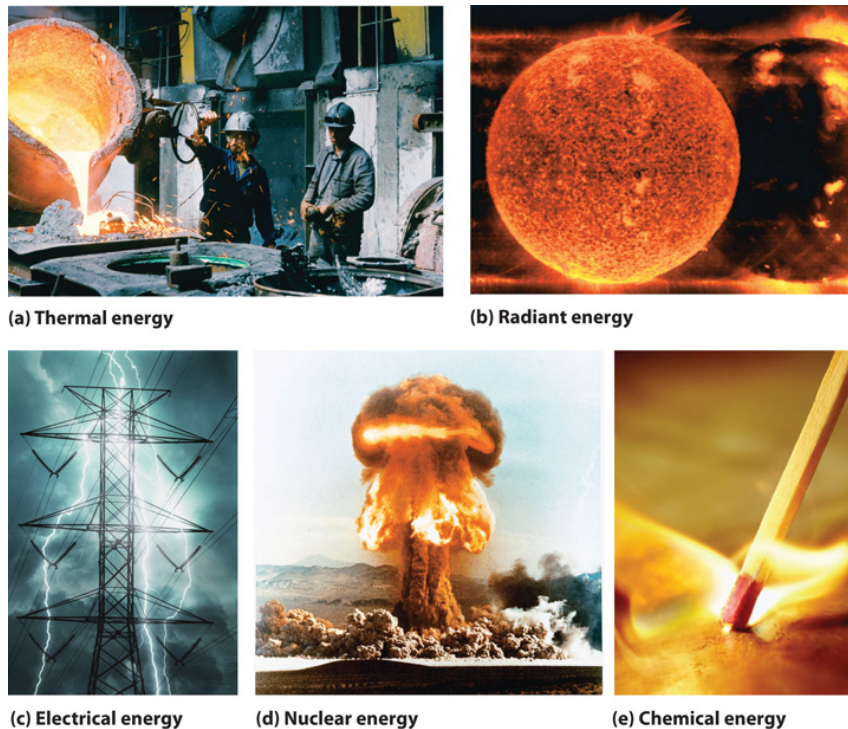 (a) Thermal energy
(b) Radiant energy
(c) Electrical energy
(d) Nuclear energy
(e) Chemical energy